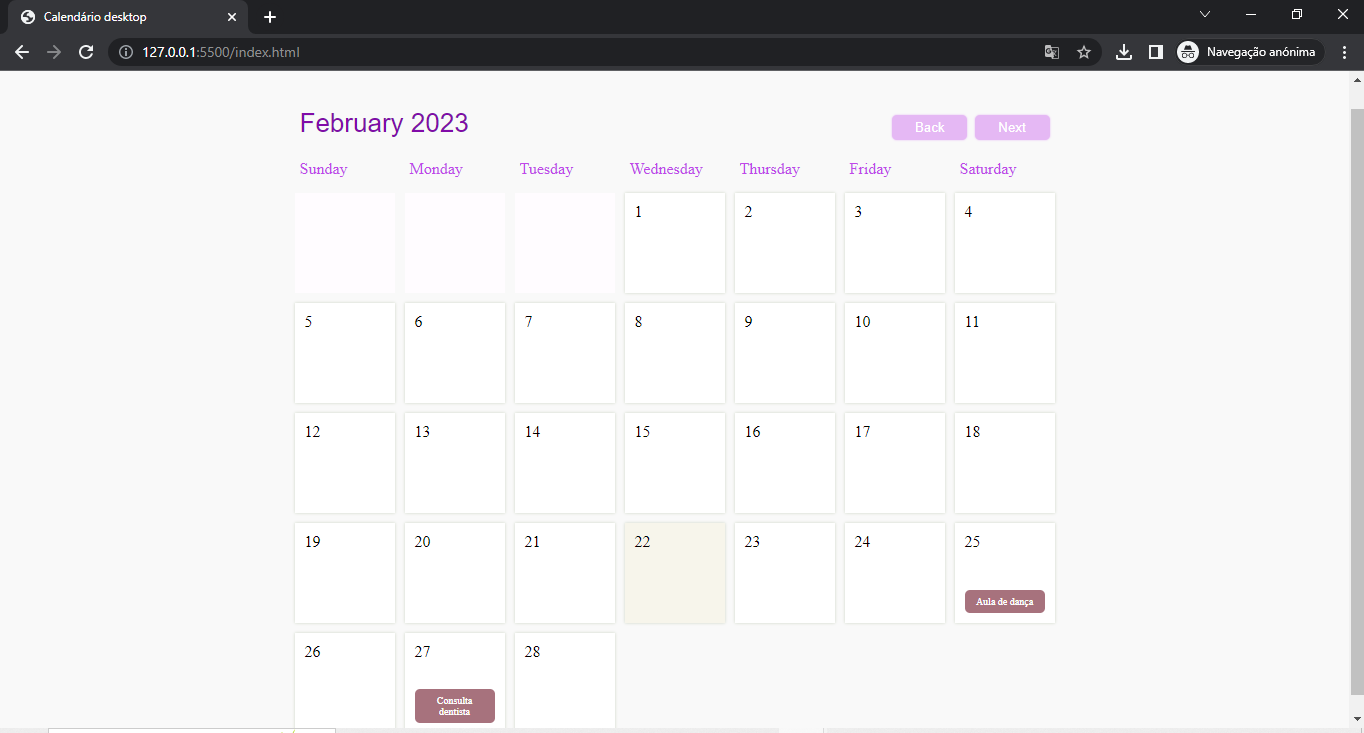 Calendário desktop
127.0.0.1:5500/index.html
Navegação anónima
February 2023
Back Next
Sunday Monday Tuesday Wednesday Thursday Friday Saturday
1 2 3 4
5 6 7 8 9 10 11
12 13 14 15 16 17 18
19 20 21 22 23 24 25
Aula de dança
26 27 28
Consulta
dentista